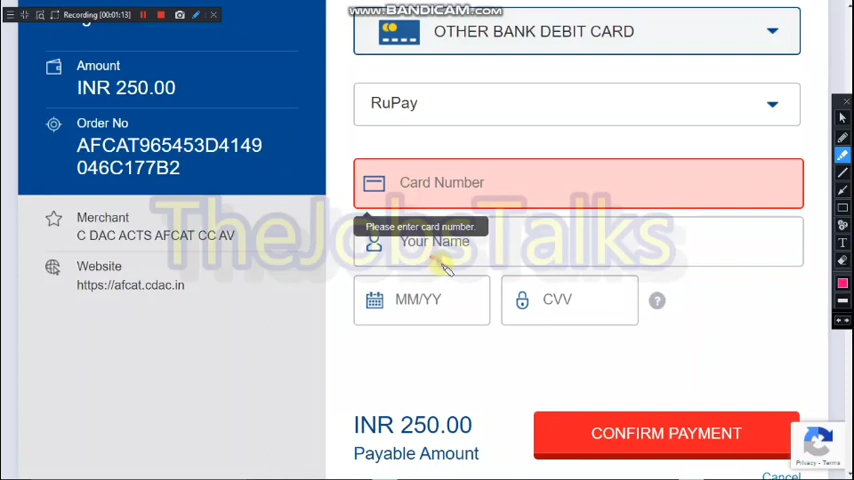 Recording [00:01:13]
www.BANDICAM.com
OTHER BANK DEBIT CARD
Amount
INR 250.00
RuPay
Order No
AFCAT965453D4149
046C177B2
Card Number
Please enter card number.
Merchant
C DAC ACTS AFCAT CC AV
Your Name
TheJobsTalks
Website
https://afcat.cdac.in
MM/YY
CVV
?
INR 250.00
Payable Amount
CONFIRM PAYMENT
Privacy - Terms
Cancel
T